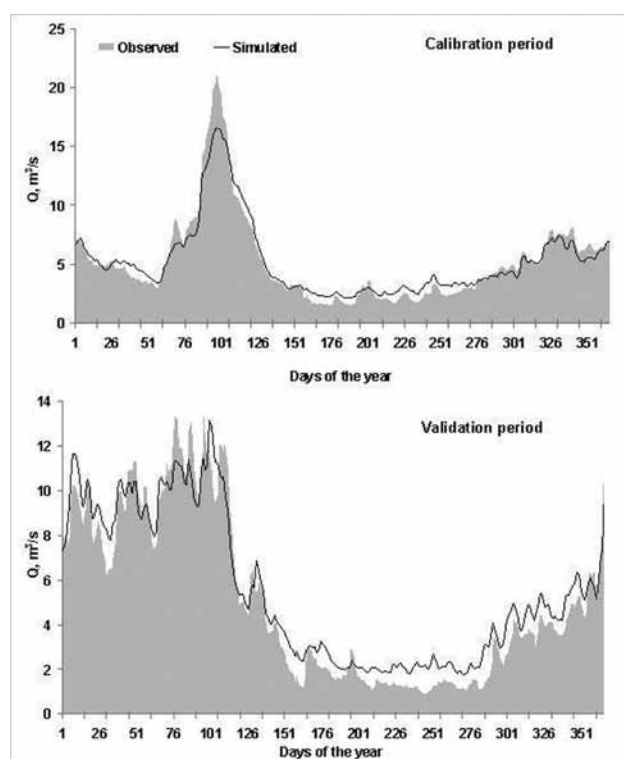 25
20
15
10
5
0
Q, m³/s
Observed
Simulated
Calibration period
1 26 51 76 101 126 151 176 201 226 251 276 301 326 351
Days of the year
14
12
10
8
6
4
2
0
Q, m³/s
Validation period
1 26 51 76 101 126 151 176 201 226 251 276 301 326 351
Days of the year